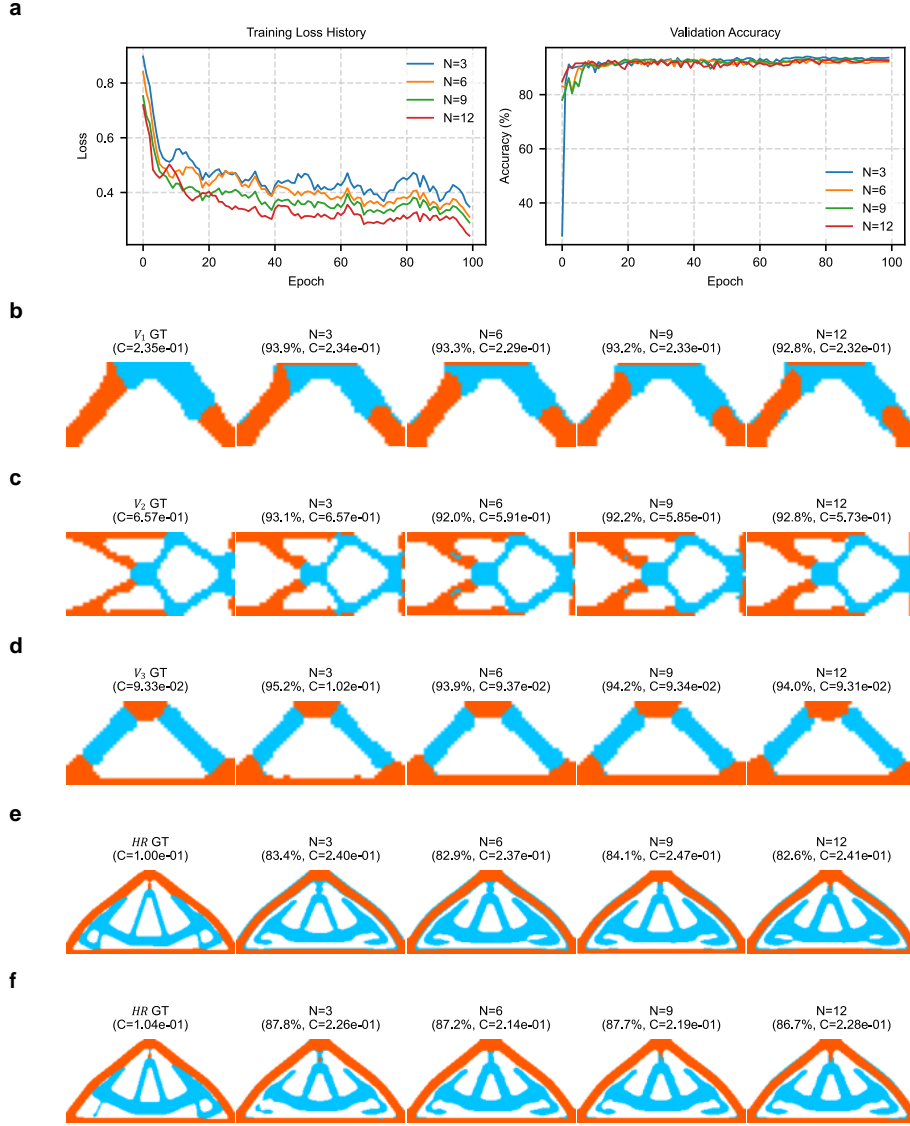 a
Training Loss History
Validation Accuracy
0.8
0.6
0.4
Loss
0
20
40
60
80
100
Epoch
N=3
N=6
N=9
N=12
80
60
40
Accuracy (%)
0
20
40
60
80
100
Epoch
N=3
N=6
N=9
N=12
b
V₁ GT
(C=2.35e-01)
N=3
(93.9%, C=2.34e-01)
N=6
(93.3%, C=2.29e-01)
N=9
(93.2%, C=2.33e-01)
N=12
(92.8%, C=2.32e-01)
c
V₂ GT
(C=6.57e-01)
N=3
(93.1%, C=6.57e-01)
N=6
(92.0%, C=5.91e-01)
N=9
(92.2%, C=5.85e-01)
N=12
(92.8%, C=5.73e-01)
d
V₃ GT
(C=9.33e-02)
N=3
(95.2%, C=1.02e-01)
N=6
(93.9%, C=9.37e-02)
N=9
(94.2%, C=9.34e-02)
N=12
(94.0%, C=9.31e-02)
e
HR GT
(C=1.00e-01)
N=3
(83.4%, C=2.40e-01)
N=6
(82.9%, C=2.37e-01)
N=9
(84.1%, C=2.47e-01)
N=12
(82.6%, C=2.41e-01)
f
HR GT
(C=1.04e-01)
N=3
(87.8%, C=2.26e-01)
N=6
(87.2%, C=2.14e-01)
N=9
(87.7%, C=2.19e-01)
N=12
(86.7%, C=2.28e-01)